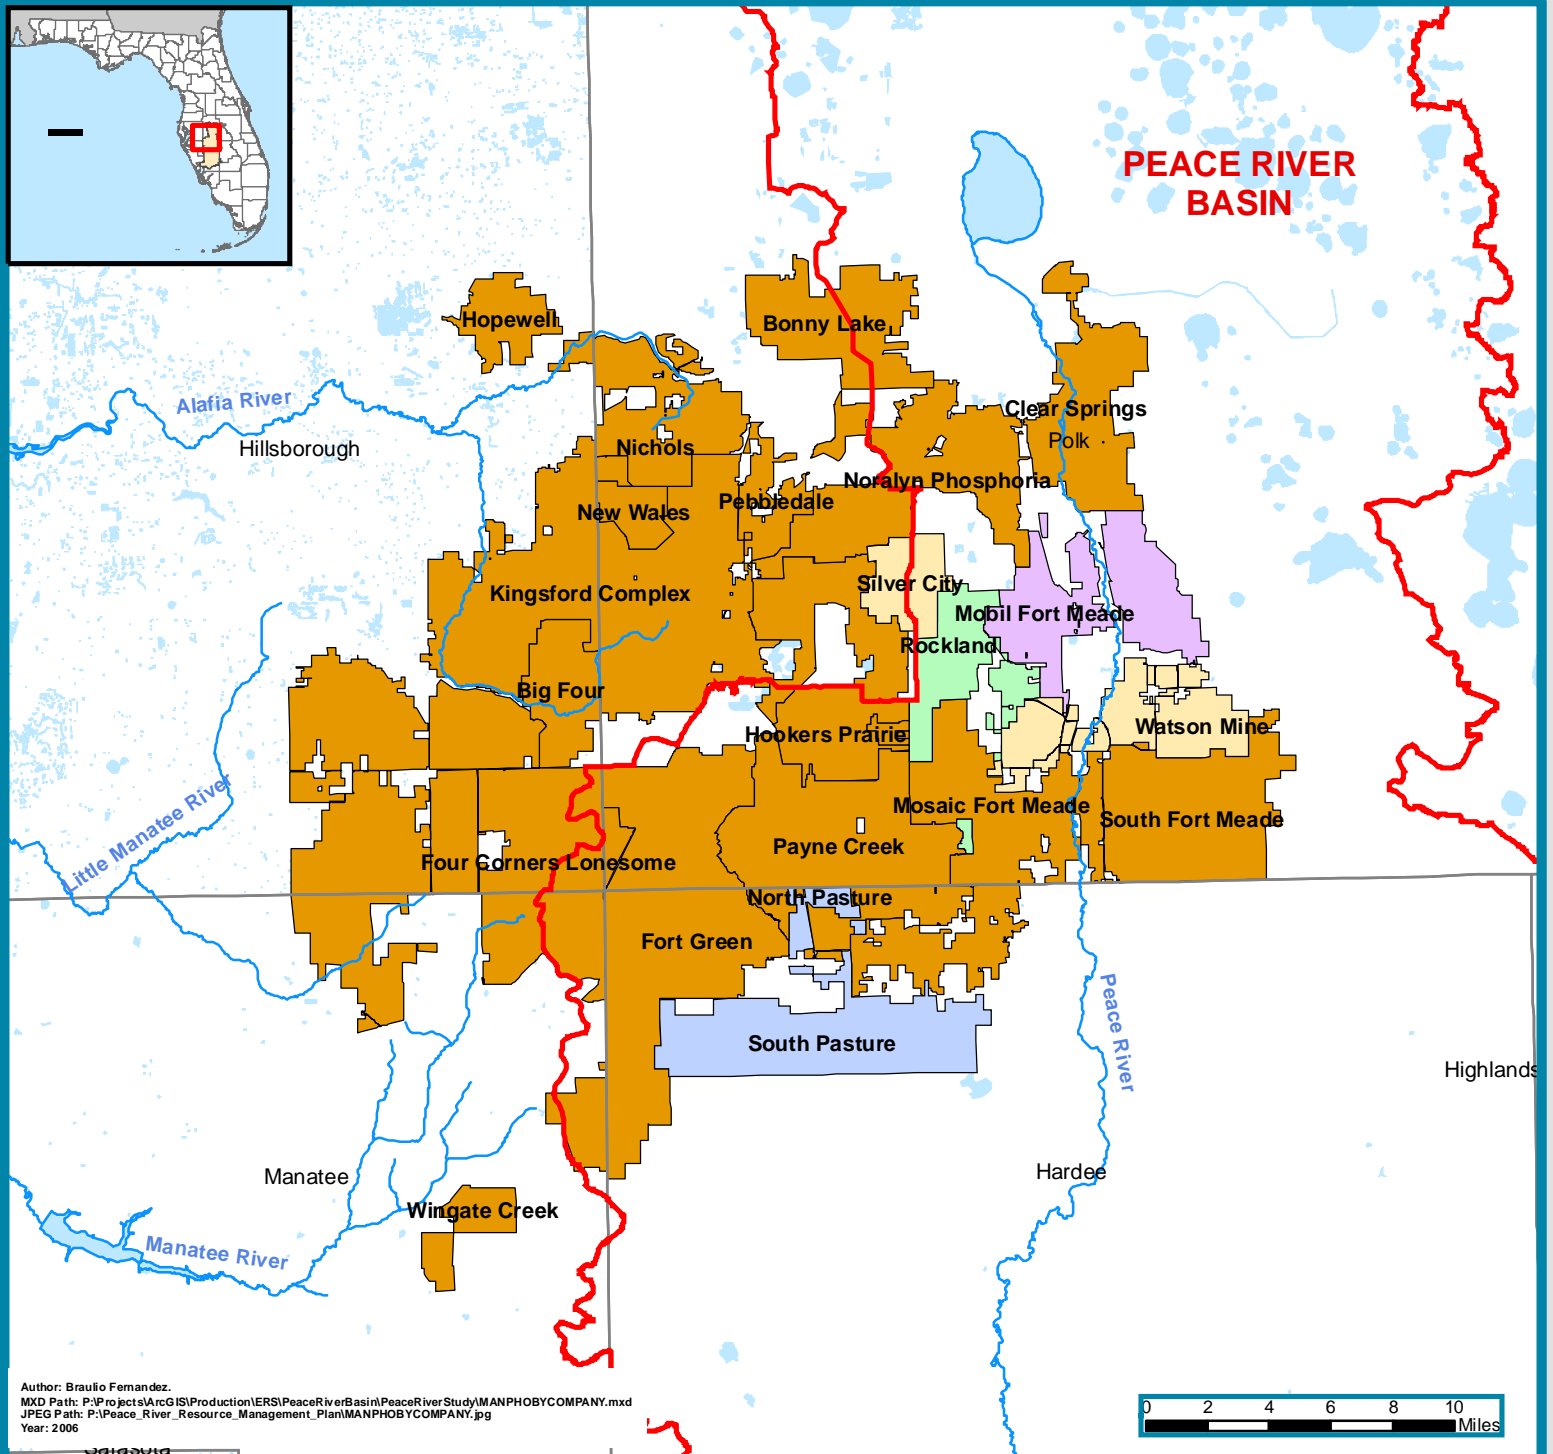 PEACE RIVER
BASIN
Hopewell
Bonny Lake
Alafia River
Hillsborough
Clear Springs
Polk
Nichols
Noralyn Phosphoria
Pebbledale
New Wales
Silver City
Kingsford Complex
Mobil Fort Meade
Rockland
Big Four
Hookers Prairie
Watson Mine
Little Manatee River
Mosaic Fort Meade
South Fort Meade
Payne Creek
Four Corners Lonesome
North Pasture
Fort Green
Peace River
South Pasture
Highlands
Manatee
Hardee
Wingate Creek
Manatee River
Author: Braulio Fernandez.
MXD Path: P:\Projects\ArcGIS\Production\ERS\PeaceRiverBasin\PeaceRiverStudy\MANPHOBYCOMPANY.mxd
JPEG Path: P:\Peace_River_Resource_Management_Plan\MANPHOBYCOMPANY.jpg
Year: 2006
0 2 4 6 8 10
Miles
Sarasota